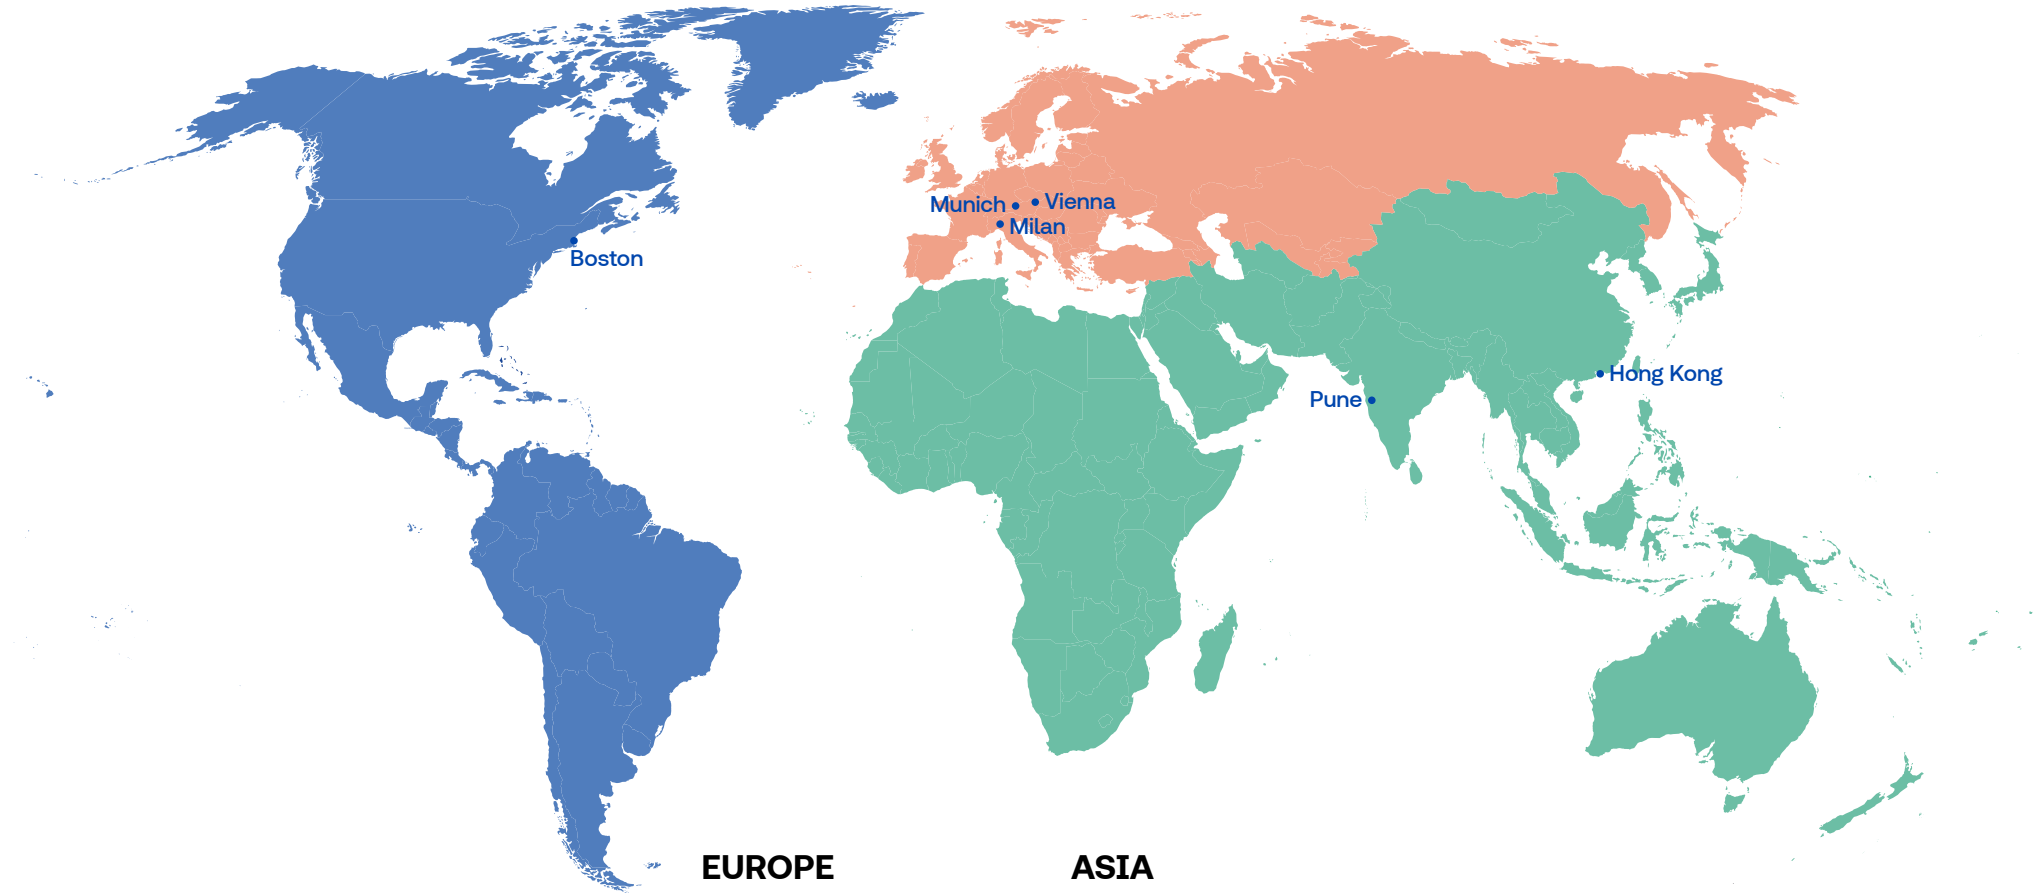 Munich
Vienna
Milan
Boston
Hong Kong
Pune
EUROPE
ASIA